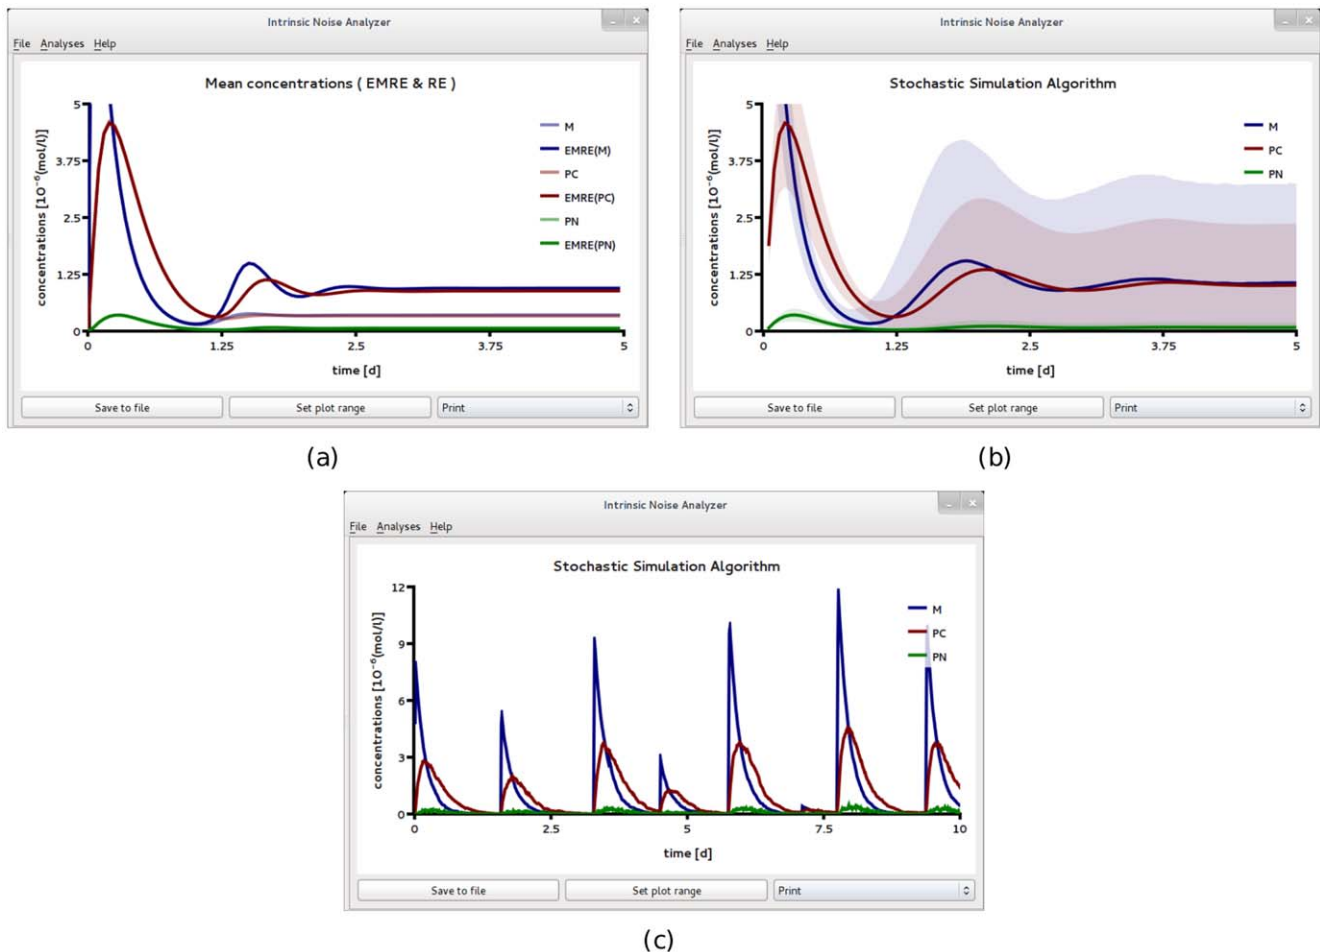 Intrinsic Noise Analyzer
File Analyses Help
Mean concentrations ( EMRE & RE )
concentrations [10⁻⁶(mol/l)]
5
3.75
2.5
1.25
0
M
EMRE(M)
PC
EMRE(PC)
PN
EMRE(PN)
0 1.25 2.5 3.75 5
time [d]
Save to file Set plot range Print
(a)
Intrinsic Noise Analyzer
File Analyses Help
Stochastic Simulation Algorithm
concentrations [10⁻⁶(mol/l)]
5
3.75
2.5
1.25
0
M
PC
PN
0 1.25 2.5 3.75 5
time [d]
Save to file Set plot range Print
(b)
Intrinsic Noise Analyzer
File Analyses Help
Stochastic Simulation Algorithm
concentrations [10⁻⁶(mol/l)]
12
9
6
3
0
M
PC
PN
0 2.5 5 7.5 10
time [d]
Save to file Set plot range Print
(c)